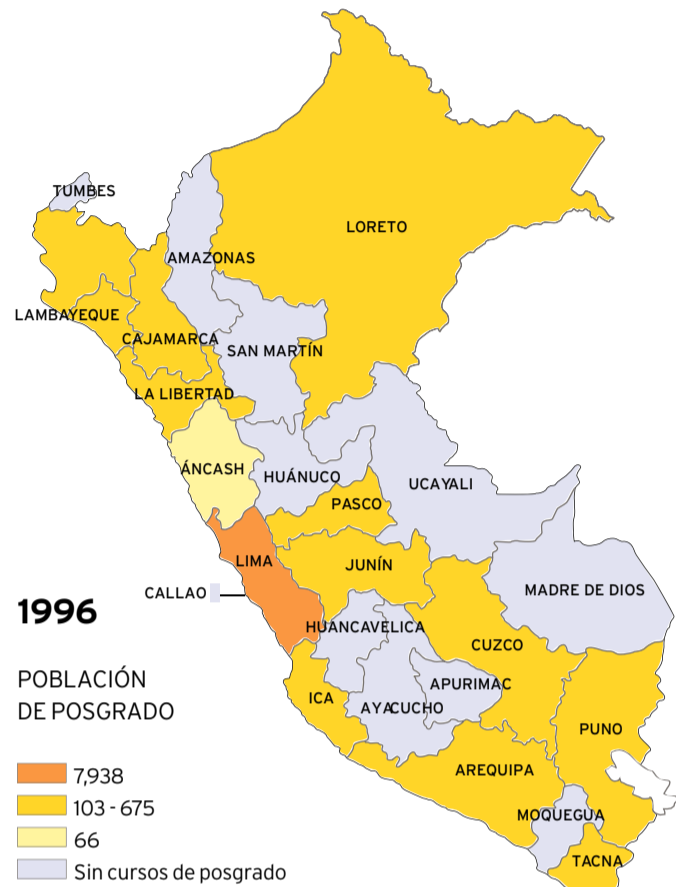 TUMBES
LORETO
AMAZONAS
LAMBAYEQUE
CAJAMARCA
SAN MARTÍN
LA LIBERTAD
ÁNCASH
HUÁNUCO
UCAYALI
PASCO
LIMA
JUNÍN
CALLAO
MADRE DE DIOS
HUANCAVELICA
CUZCO
APURIMAC
ICA
AYACUCHO
PUNO
AREQUIPA
MOQUEGUA
TACNA
1996
POBLACIÓN
DE POSGRADO
7,938
103 - 675
66
Sin cursos de posgrado